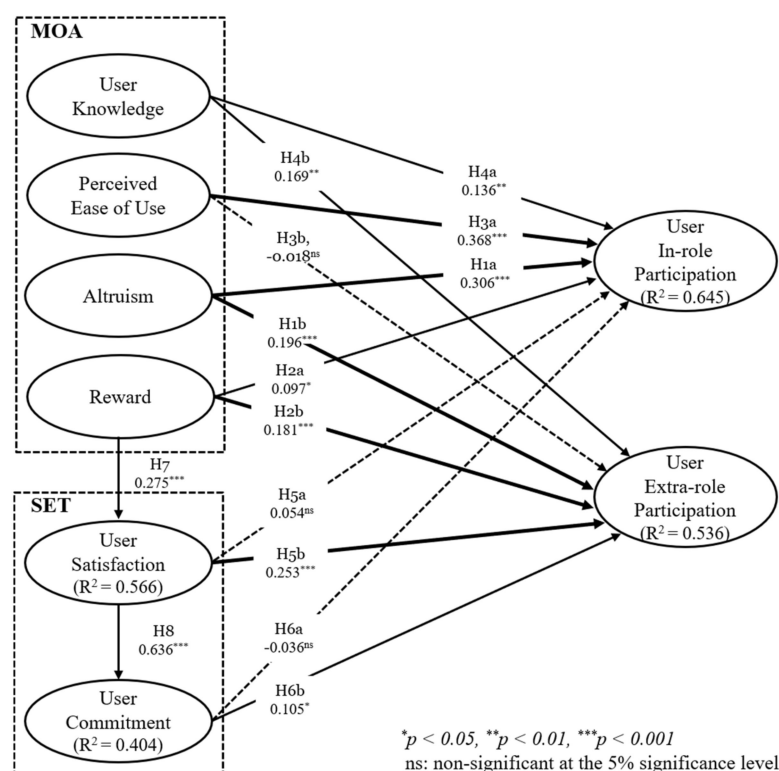 MOA
User
Knowledge
Perceived
Ease of Use
Altruism
Reward
H4b
0.169**
H4a
0.136**
H3a
0.368***
H3b,
-0.018ns
H1a
0.306***
H1b
0.196***
H2a
0.097*
H2b
0.181***
User
In-role
Participation
(R² = 0.645)
H7
0.275***
SET
User
Satisfaction
(R² = 0.566)
H5a
0.054ns
H5b
0.253***
User
Extra-role
Participation
(R² = 0.536)
H8
0.636***
H6a
-0.036ns
H6b
0.105*
User
Commitment
(R² = 0.404)
*p < 0.05, **p < 0.01, ***p < 0.001
ns: non-significant at the 5% significance level